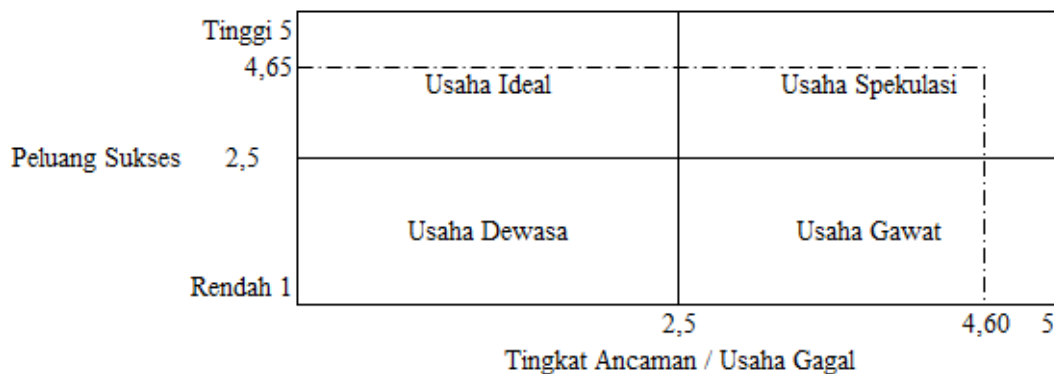 Tinggi 5
4,65
Usaha Ideal
Usaha Spekulasi
Peluang Sukses
2,5
Usaha Dewasa
Usaha Gawat
Rendah 1
2,5
4,60
5
Tingkat Ancaman / Usaha Gagal